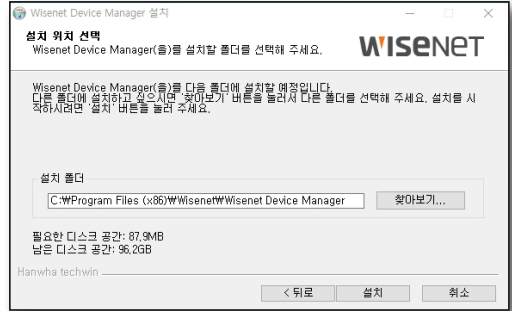 Wisenet Device Manager 설치
설치 위치 선택
Wisenet Device Manager(을)를 설치할 폴더를 선택해 주세요.
WISENET
Wisenet Device Manager(을)를 다음 폴더에 설치할 예정입니다.
다른 폴더에 설치하고 싶으시면 '찾아보기' 버튼을 눌러서 다른 폴더를 선택해 주세요. 설치를 시
작하시려면 '설치' 버튼을 눌러 주세요.
설치 폴더
C:₩Program Files (x86)₩Wisenet₩Wisenet Device Manager
찾아보기...
필요한 디스크 공간: 87.9MB
남은 디스크 공간: 96.2GB
Hanwha techwin
< 뒤로
설치
취소